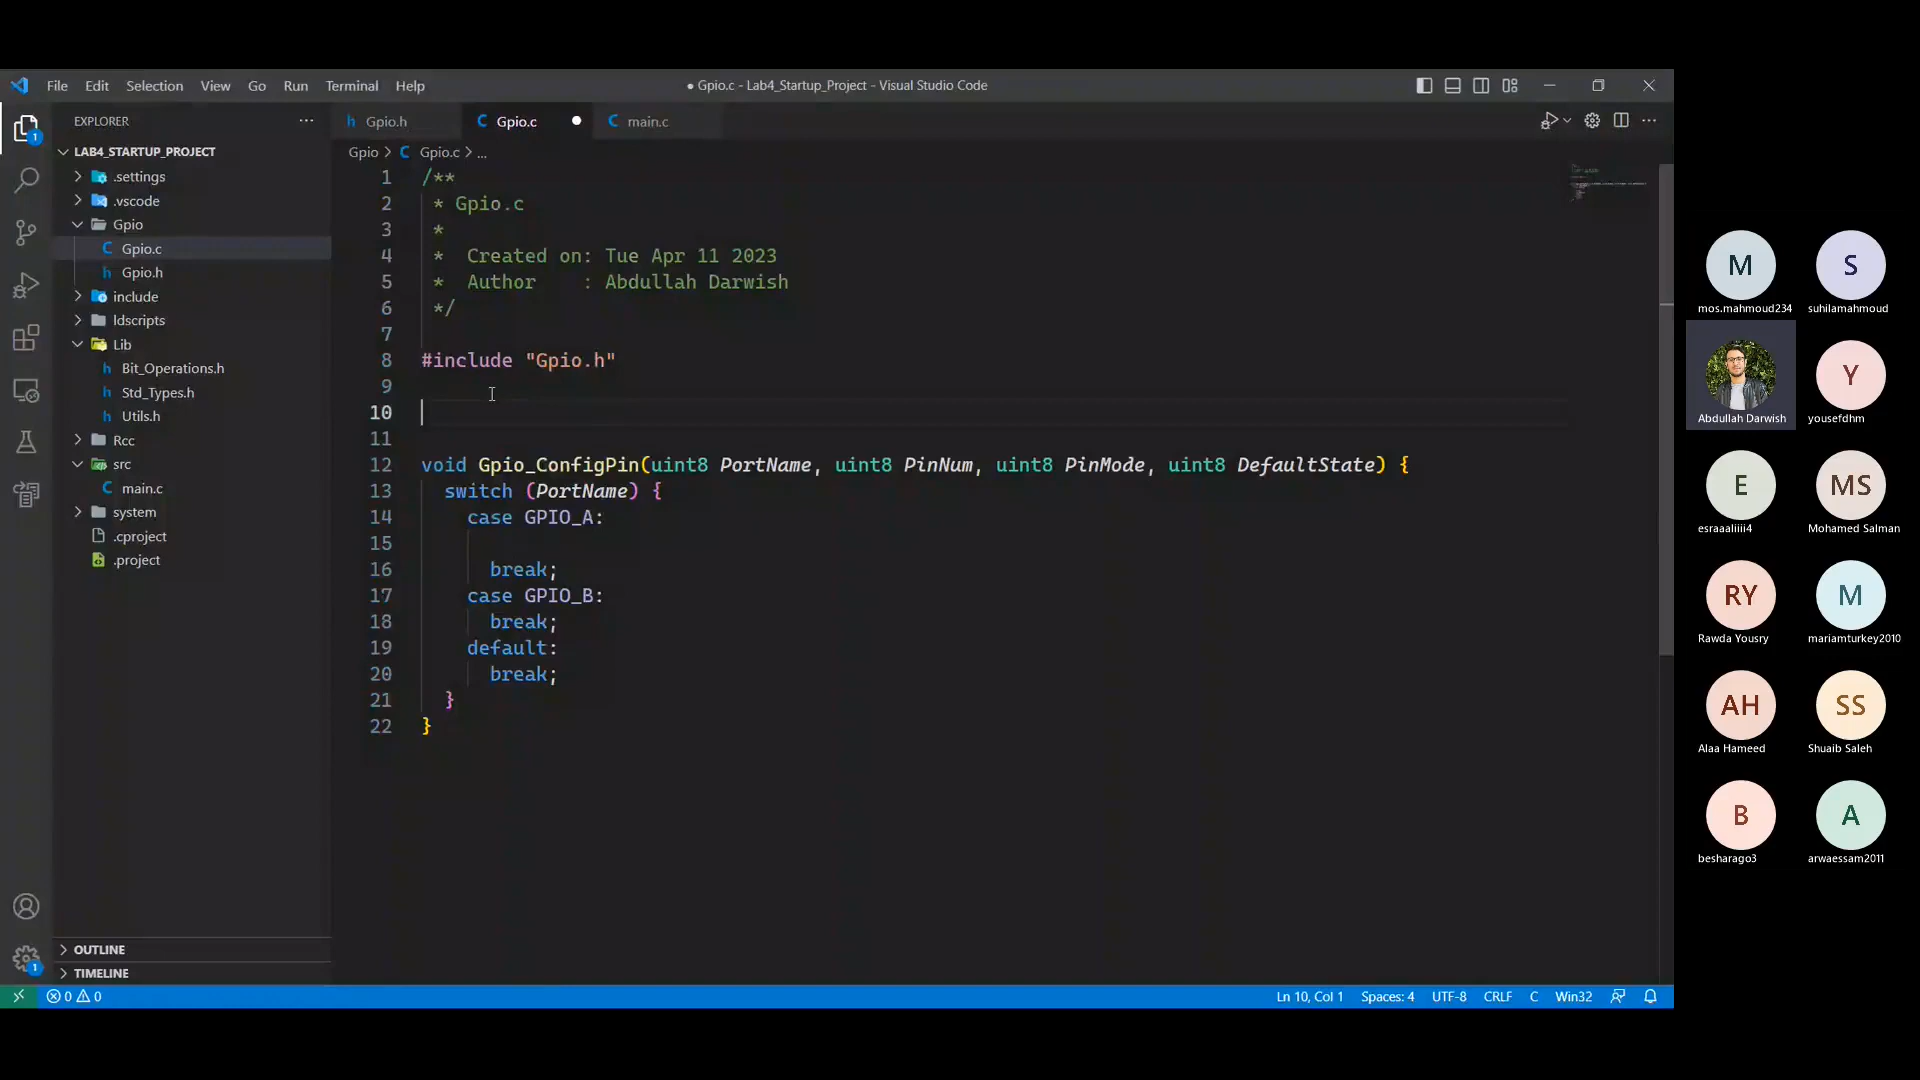 File Edit Selection View Go Run Terminal Help
● Gpio.c - Lab4_Startup_Project - Visual Studio Code
EXPLORER
LAB4_STARTUP_PROJECT
.settings
.vscode
Gpio
Gpio.c
Gpio.h
include
ldscripts
Lib
Bit_Operations.h
Std_Types.h
Utils.h
Rcc
src
main.c
system
.cproject
.project
OUTLINE
TIMELINE
Gpio.h Gpio.c main.c
Gpio > Gpio.c > ...
1 /**
2 * Gpio.c
3 *
4 * Created on: Tue Apr 11 2023
5 * Author : Abdullah Darwish
6 */
7
8 #include "Gpio.h"
9
10
11
12 void Gpio_ConfigPin(uint8 PortName, uint8 PinNum, uint8 PinMode, uint8 DefaultState) {
13 switch (PortName) {
14 case GPIO_A:
15
16 break;
17 case GPIO_B:
18 break;
19 default:
20 break;
21 }
22 }
0 0
Ln 10, Col 1 Spaces: 4 UTF-8 CRLF C Win32
M S
mos.mahmoud234 suhilamahmoud
Y
Abdullah Darwish yousefdhm
E MS
esraaaliiii4 Mohamed Salman
RY M
Rawda Yousry mariamturkey2010
AH SS
Alaa Hameed Shuaib Saleh
B A
besharago3 arwaessam2011